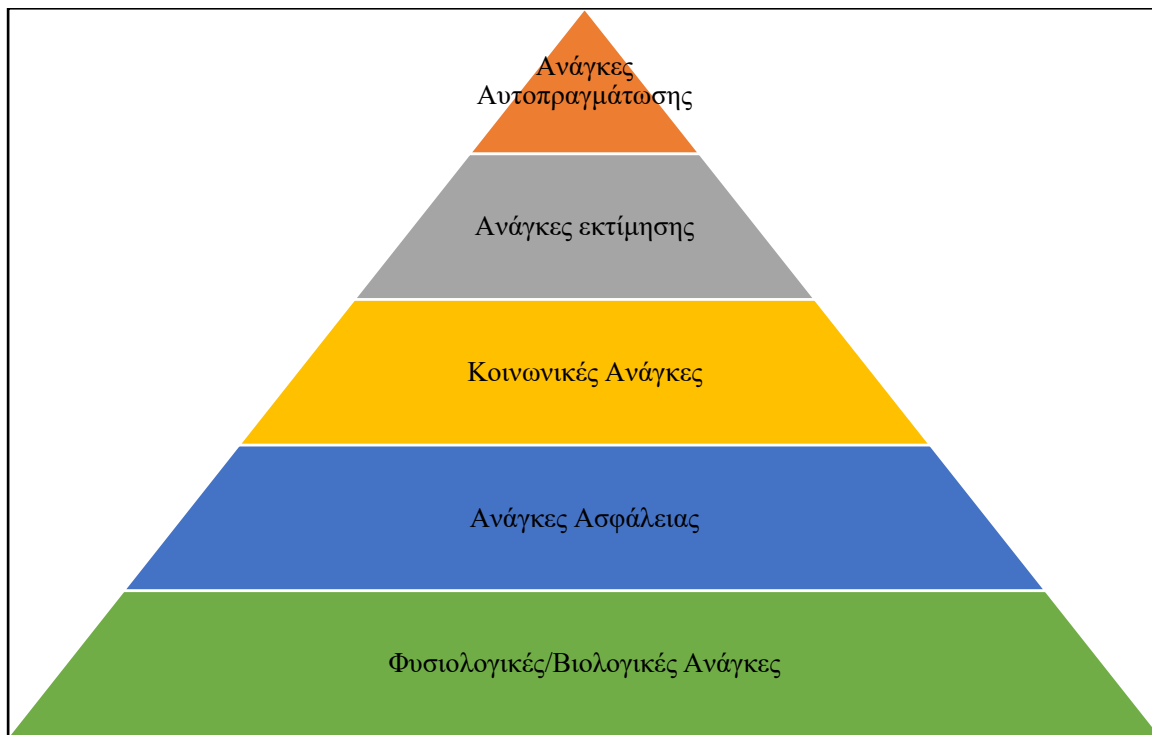 Ανάγκες
Αυτοπραγμάτωσης
Ανάγκες εκτίμησης
Κοινωνικές Ανάγκες
Ανάγκες Ασφάλειας
Φυσιολογικές/Βιολογικές Ανάγκες